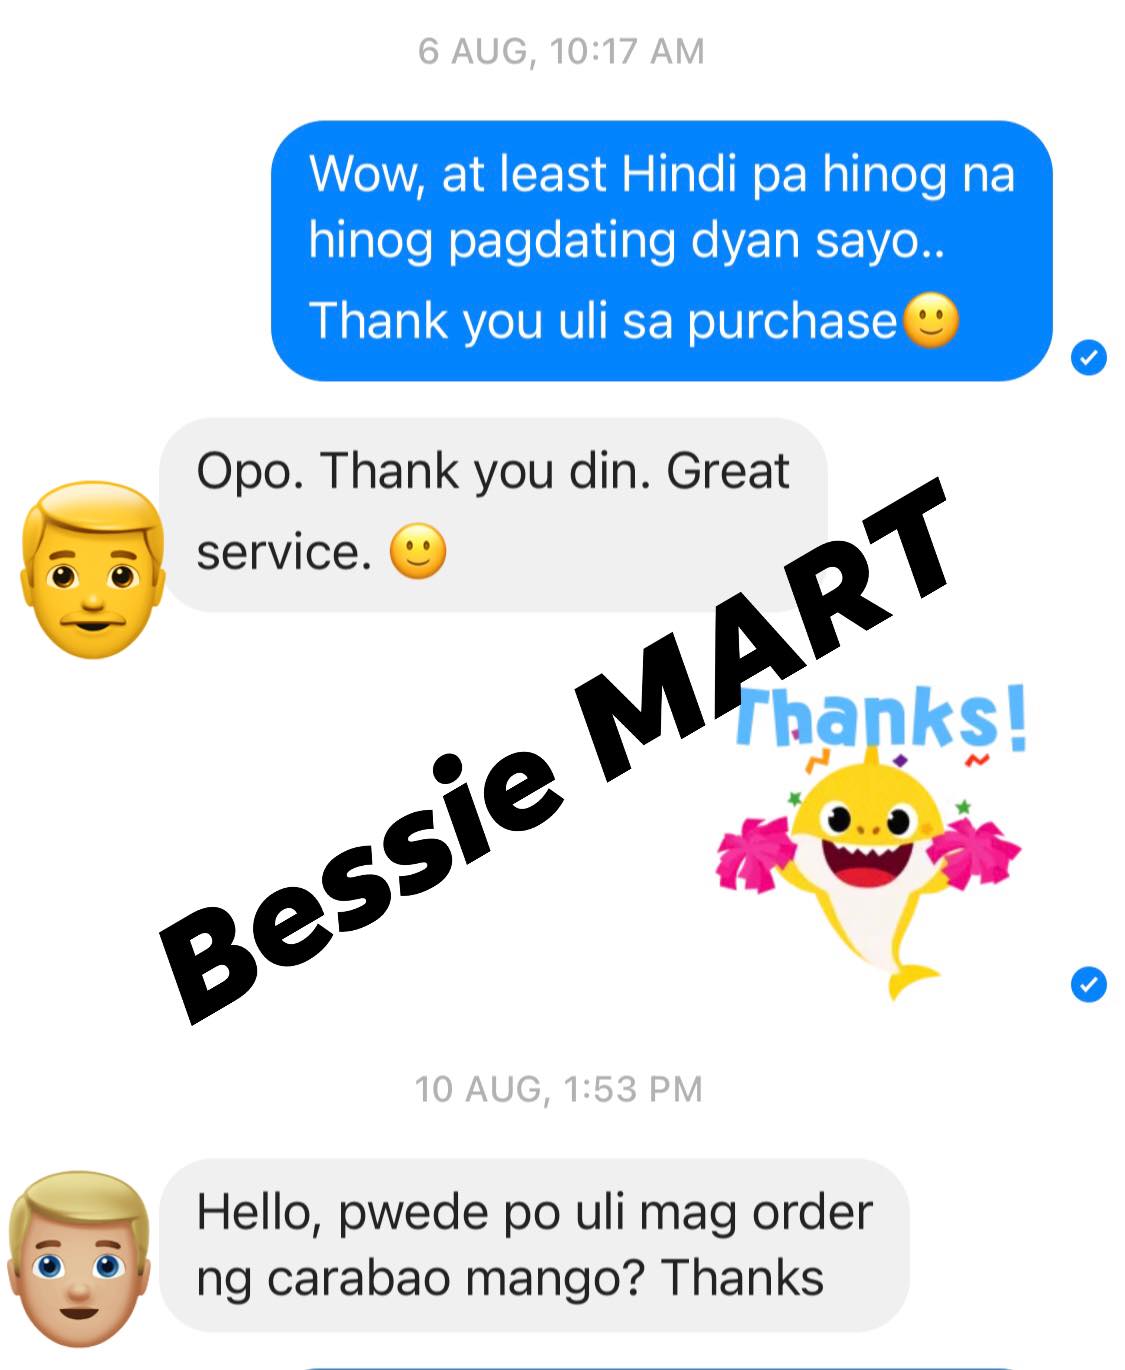 6 AUG, 10:17 AM
Wow, at least Hindi pa hinog na
hinog pagdating dyan sayo..
Thank you uli sa purchase🙂
Opo. Thank you din. Great
service. 🙂
Bessie MART
Thanks!
10 AUG, 1:53 PM
Hello, pwede po uli mag order
ng carabao mango? Thanks